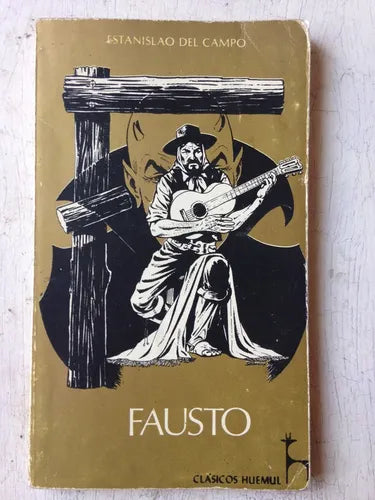 ESTANISLAO DEL CAMPO
FAUSTO
CLÁSICOS HUEMUL